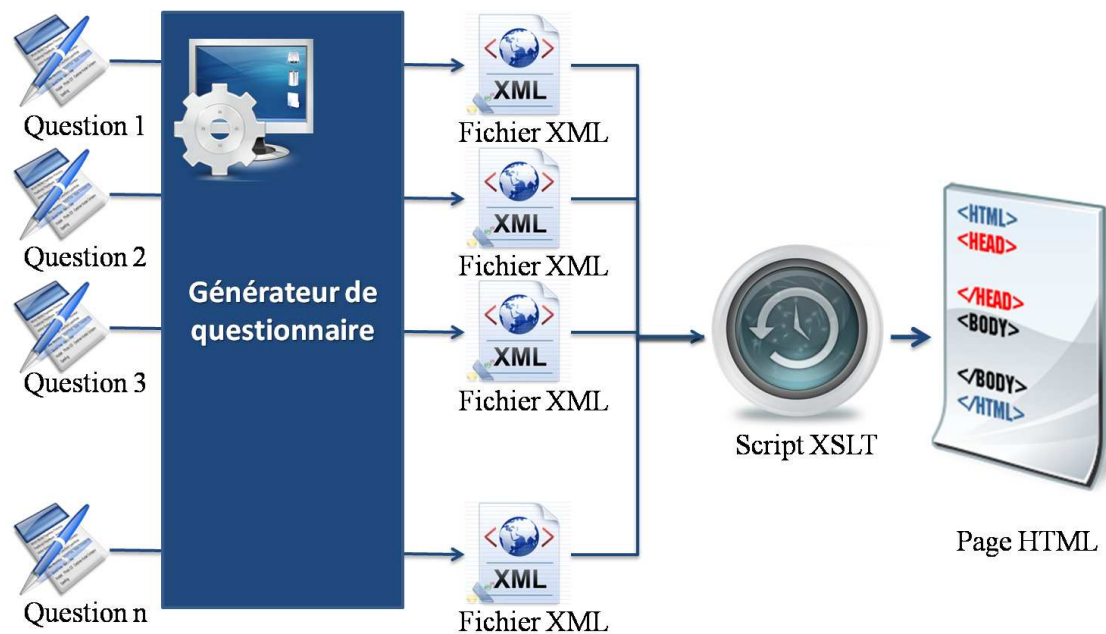 Question 1
Question 2
Question 3
Question n
Générateur de
questionnaire
< >
XML
Fichier XML
< >
XML
Fichier XML
< >
XML
Fichier XML
< >
XML
Fichier XML
Script XSLT
<HTML>
<HEAD>
</HEAD>
<BODY>
</BODY>
</HTML>
Page HTML